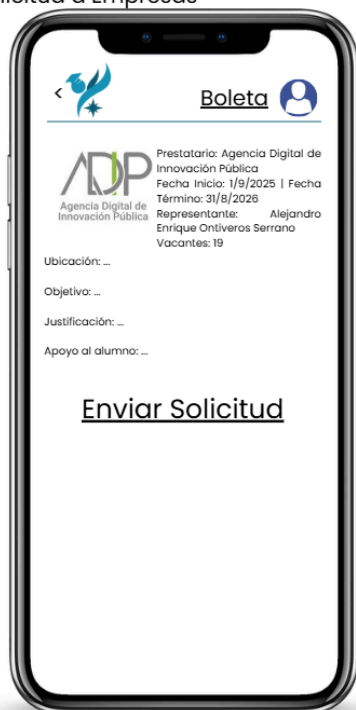 licitud a Empresas
<
Boleta
ADIP
Agencia Digital de
Innovación Pública
Prestatario: Agencia Digital de
Innovación Pública
Fecha Inicio: 1/9/2025 | Fecha
Término: 31/8/2026
Representante: Alejandro
Enrique Ontiveros Serrano
Vacantes: 19
Ubicación: ...
Objetivo: ...
Justificación: ...
Apoyo al alumno: ...
Enviar Solicitud